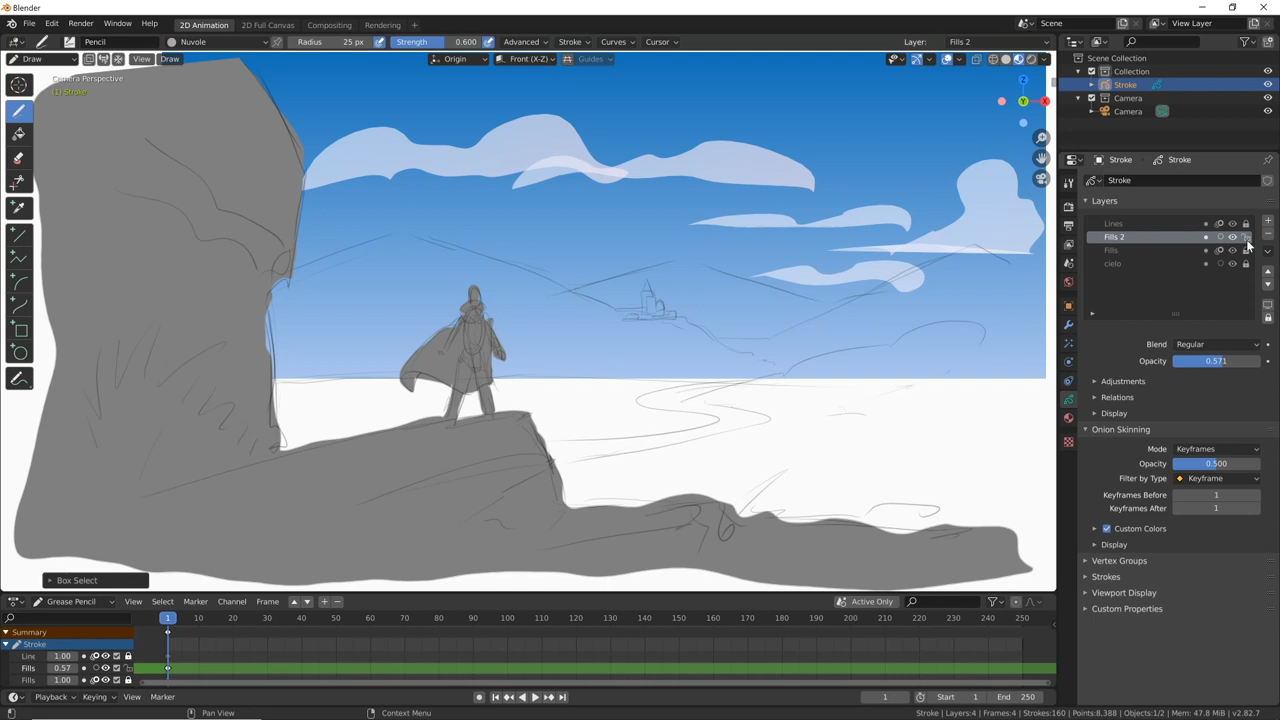 Blender
File Edit Render Window Help 2D Animation 2D Full Canvas Compositing Rendering + Scene View Layer
Pencil Nuvole Radius 25 px Strength 0.600 Advanced Stroke Curves Cursor Layer: Fills 2
Draw View Draw Origin Front (X-Z) Guides
Camera Perspective
(1) Stroke
Z
Y
X
Scene Collection
Collection
Stroke
Camera
Camera
Stroke Stroke
Stroke
Layers
Lines
Fills 2
Fills
cielo
Blend Regular
Opacity 0.571
Adjustments
Relations
Display
Onion Skinning
Mode Keyframes
Opacity 0.500
Filter by Type Keyframe
Keyframes Before 1
Keyframes After 1
Custom Colors
Display
Vertex Groups
Strokes
Viewport Display
Custom Properties
Box Select
Grease Pencil View Select Marker Channel Frame Active Only
1 10 20 30 40 50 60 70 80 90 100 110 120 130 140 150 160 170 180 190 200 210 220 230 240 250
Summary
Stroke
Line 1.00
Fills 0.57
Fills 1.00
Playback Keying View Marker 1 Start 1 End 250
Pan View Context Menu Stroke | Layers:4 | Frames:4 | Strokes:160 | Points:8,388 | Objects:1/2 | Mem: 47.8 MiB | v2.82.7